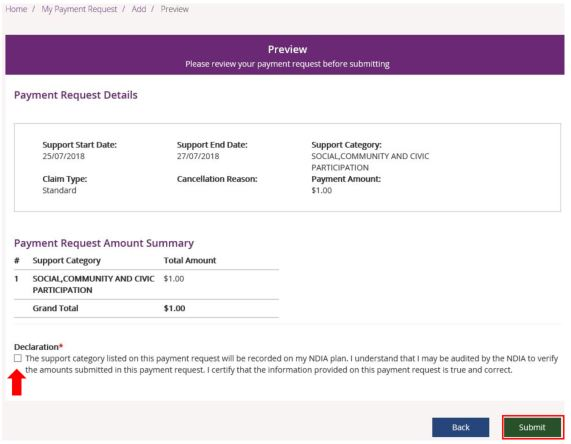 Home / My Payment Request / Add / Preview
Preview
Please review your payment request before submitting
Payment Request Details
Support Start Date: Support End Date: Support Category:
25/07/2018 27/07/2018 SOCIAL,COMMUNITY AND CIVIC
PARTICIPATION
Claim Type: Cancellation Reason: Payment Amount:
Standard $1.00
Payment Request Amount Summary
# Support Category Total Amount
1 SOCIAL,COMMUNITY AND CIVIC $1.00
PARTICIPATION
Grand Total $1.00
Declaration*
The support category listed on this payment request will be recorded on my NDIA plan. I understand that I may be audited by the NDIA to verify
the amounts submitted in this payment request. I certify that the information provided on this payment request is true and correct.
Back Submit